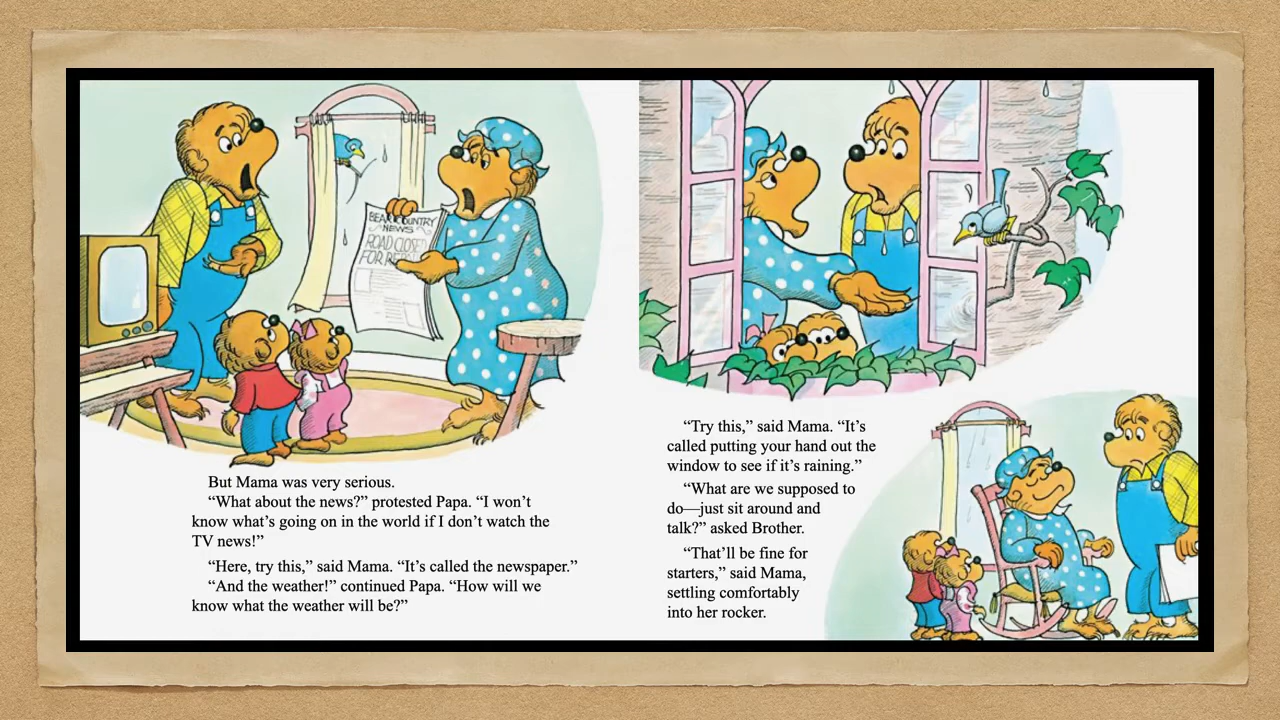 BEAR COUNTRY
NEWS
ROAD CLOSED
FOR
But Mama was very serious.
“What about the news?” protested Papa. “I won’t
know what’s going on in the world if I don’t watch the
TV news!”
“Here, try this,” said Mama. “It’s called the newspaper.”
“And the weather!” continued Papa. “How will we
know what the weather will be?”
“Try this,” said Mama. “It’s
called putting your hand out the
window to see if it’s raining.”
“What are we supposed to
do—just sit around and
talk?” asked Brother.
“That’ll be fine for
starters,” said Mama,
settling comfortably
into her rocker.